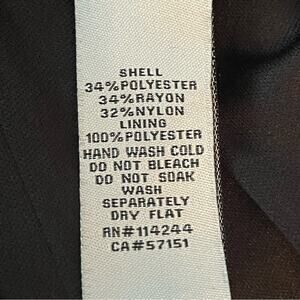 SHELL
34%POLYESTER
34%RAYON
32%NYLON
LINING
100%POLYESTER
HAND WASH COLD
DO NOT BLEACH
DO NOT SOAK
WASH
SEPARATELY
DRY FLAT
RN#114244
CA#57151